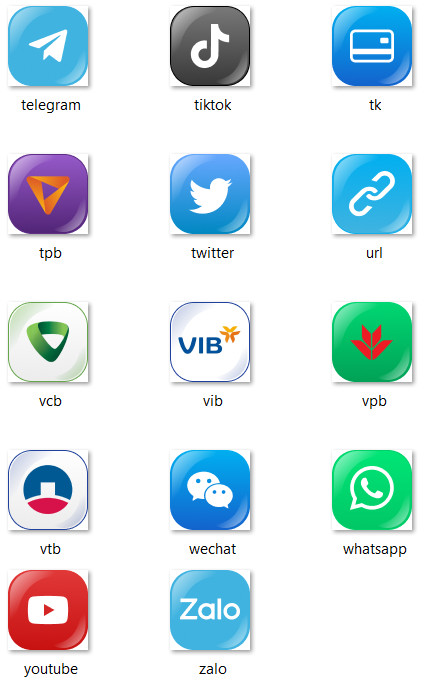 telegram tiktok tk
tpb twitter url
VIB
vcb vib vpb
vtb wechat whatsapp
Zalo
youtube zalo